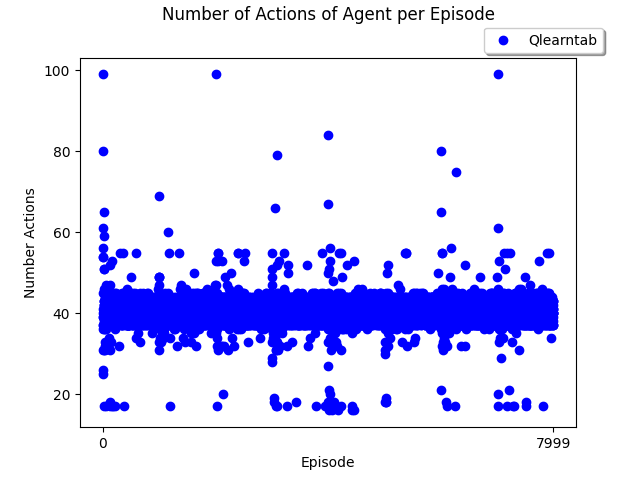 Number of Actions of Agent per Episode
Qlearntab
100
80
60
40
20
Number Actions
0
7999
Episode